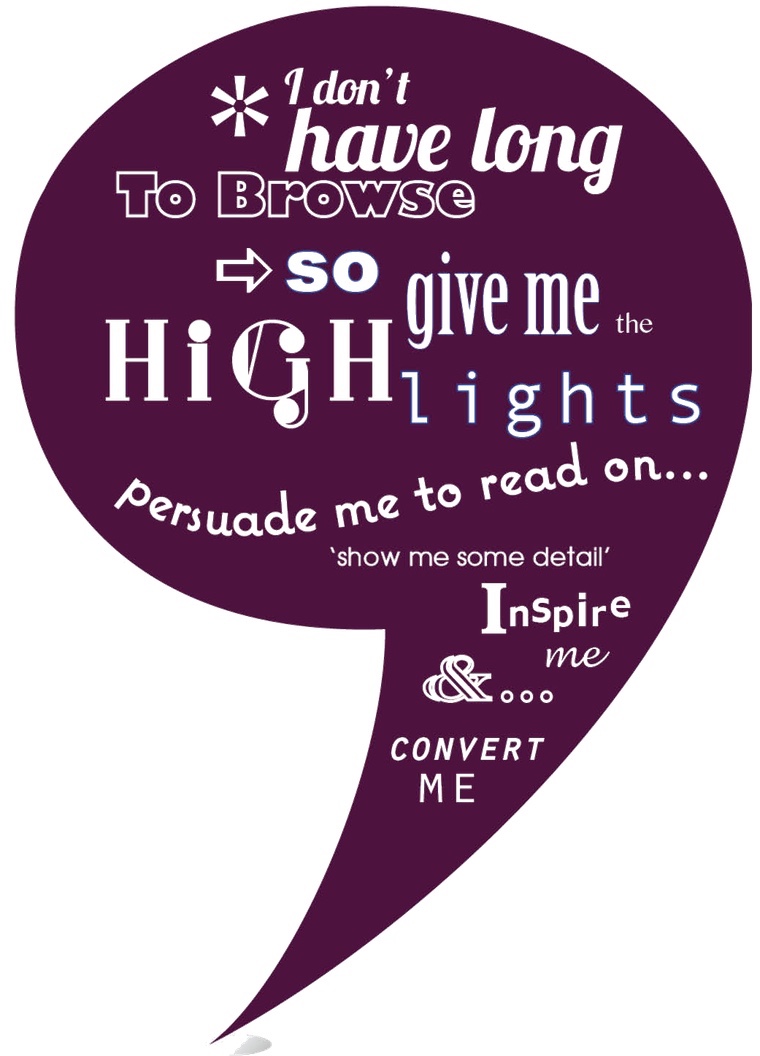 * I don't
have long
To Browse
⇨ so give me the
HiGH lights
persuade me to read on...
‘show me some detail’
Inspire
me
&...
CONVERT
ME